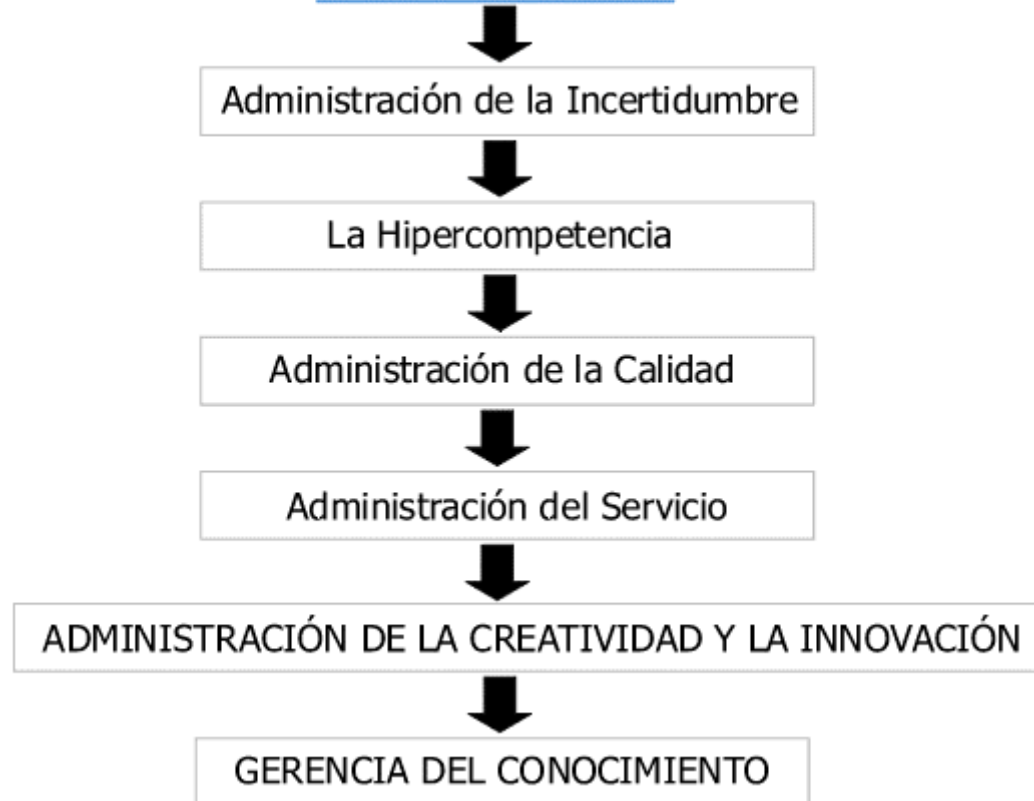 Administración de la Incertidumbre
La Hipercompetencia
Administración de la Calidad
Administración del Servicio
ADMINISTRACIÓN DE LA CREATIVIDAD Y LA INNOVACIÓN
GERENCIA DEL CONOCIMIENTO